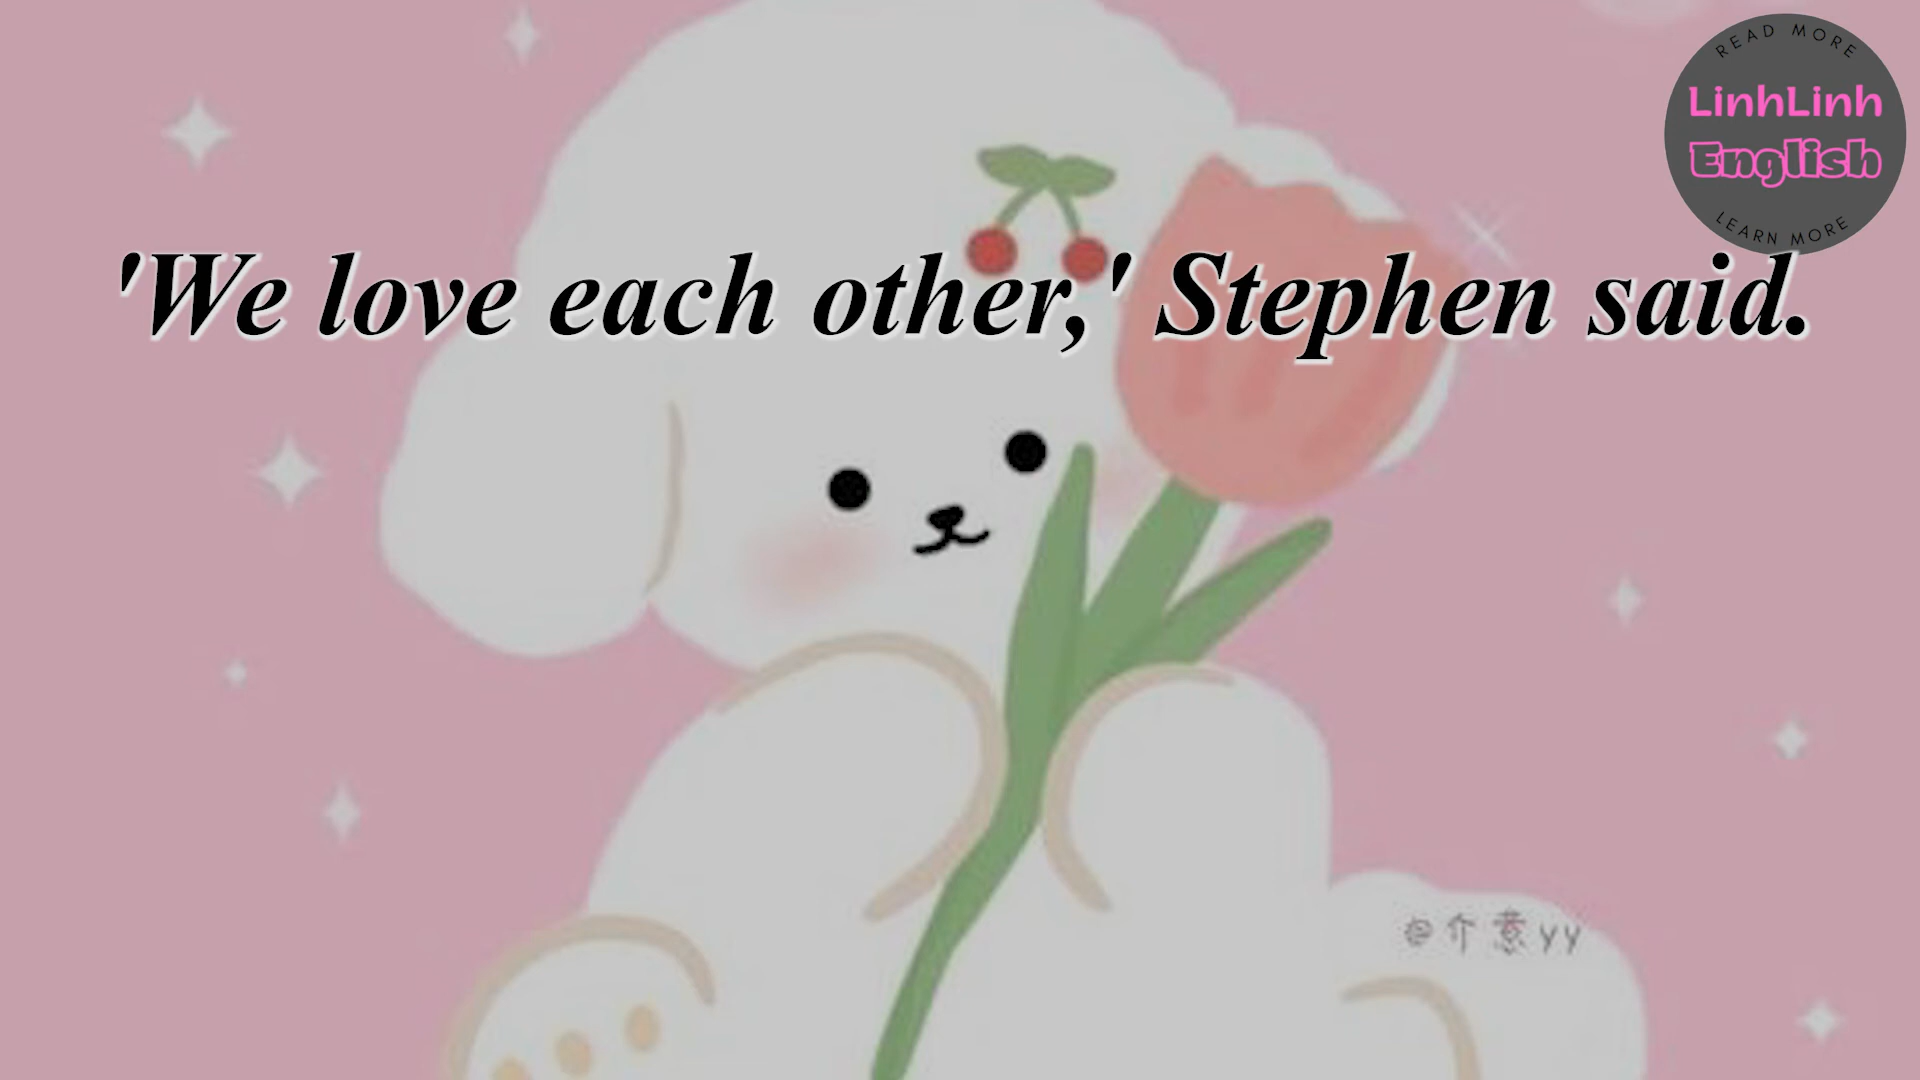 READ MORE
LinhLinh
English
LEARN MORE
'We love each other,' Stephen said.
@介意yy